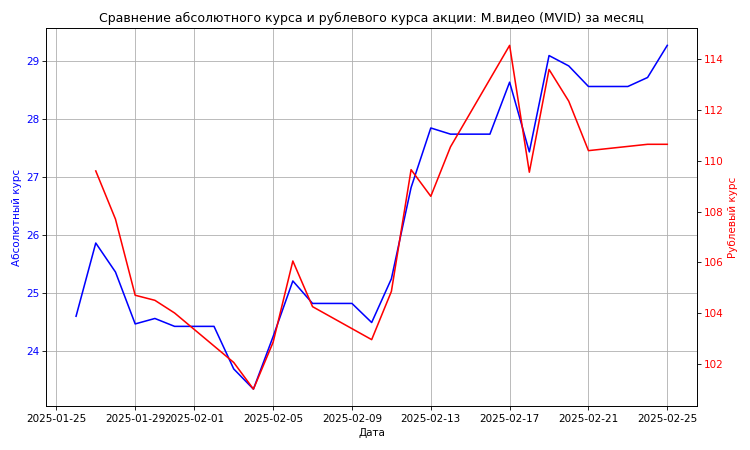 Сравнение абсолютного курса и рублевого курса акции: М.видео (MVID) за месяц
Абсолютный курс
29
28
27
26
25
24
114
112
110
108
106
104
102
Рублевый курс
2025-01-25 2025-01-29 2025-02-01 2025-02-05 2025-02-09 2025-02-13 2025-02-17 2025-02-21 2025-02-25
Дата